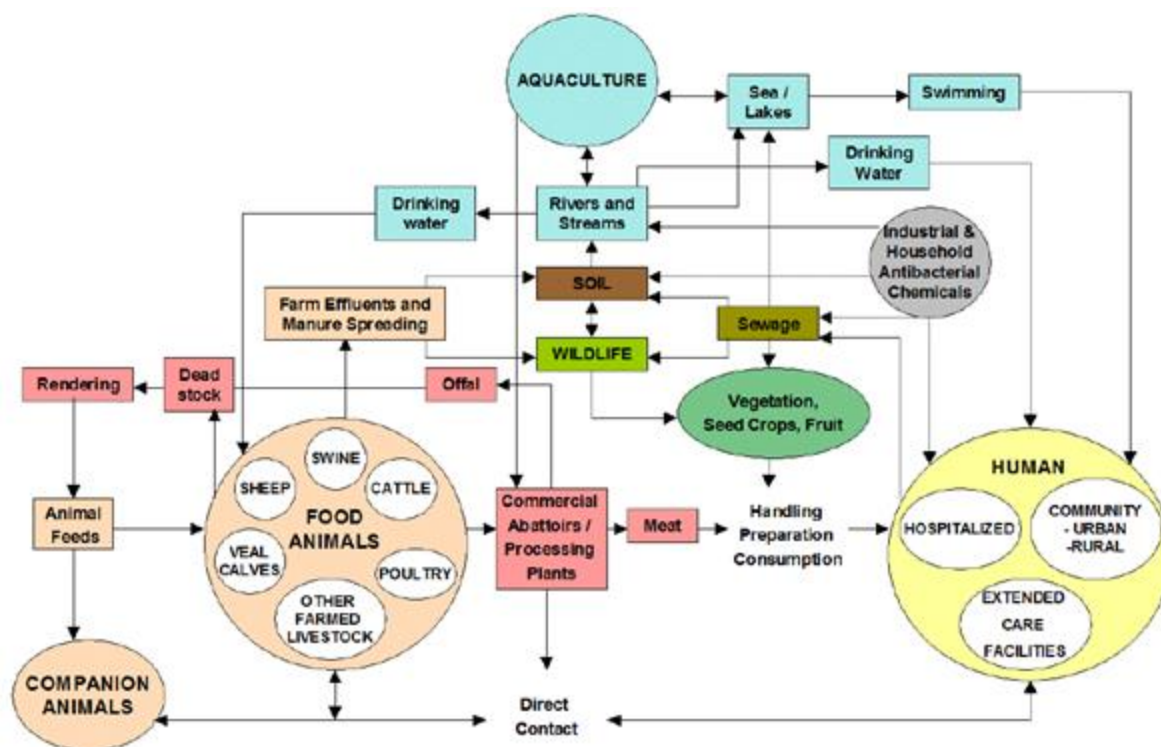 AQUACULTURE
Sea /
Lakes
Swimming
Drinking
Water
Drinking
water
Rivers and
Streams
Industrial &
Household
Antibacterial
Chemicals
SOIL
Farm Effluents and
Manure Spreading
Sewage
WILDLIFE
Rendering
Dead
stock
Offal
Vegetation,
Seed Crops, Fruit
SWINE
SHEEP
CATTLE
FOOD
ANIMALS
VEAL
CALVES
POULTRY
OTHER
FARMED
LIVESTOCK
Animal
Feeds
Commercial
Abattoirs /
Processing
Plants
Meat
Handling
Preparation
Consumption
HUMAN
HOSPITALIZED
COMMUNITY
- URBAN
-RURAL
EXTENDED
CARE
FACILITIES
COMPANION
ANIMALS
Direct
Contact